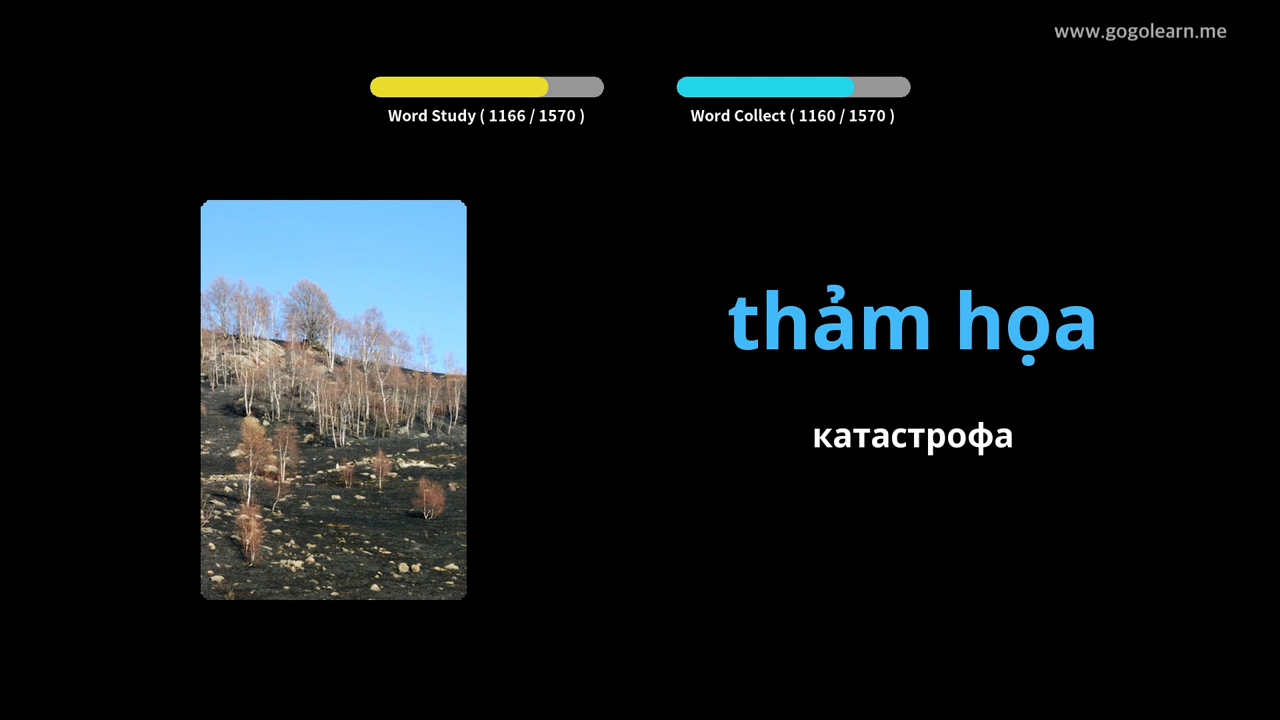 www.gogolearn.me
Word Study ( 1166 / 1570 )
Word Collect ( 1160 / 1570 )
thảm họa
катастрофа